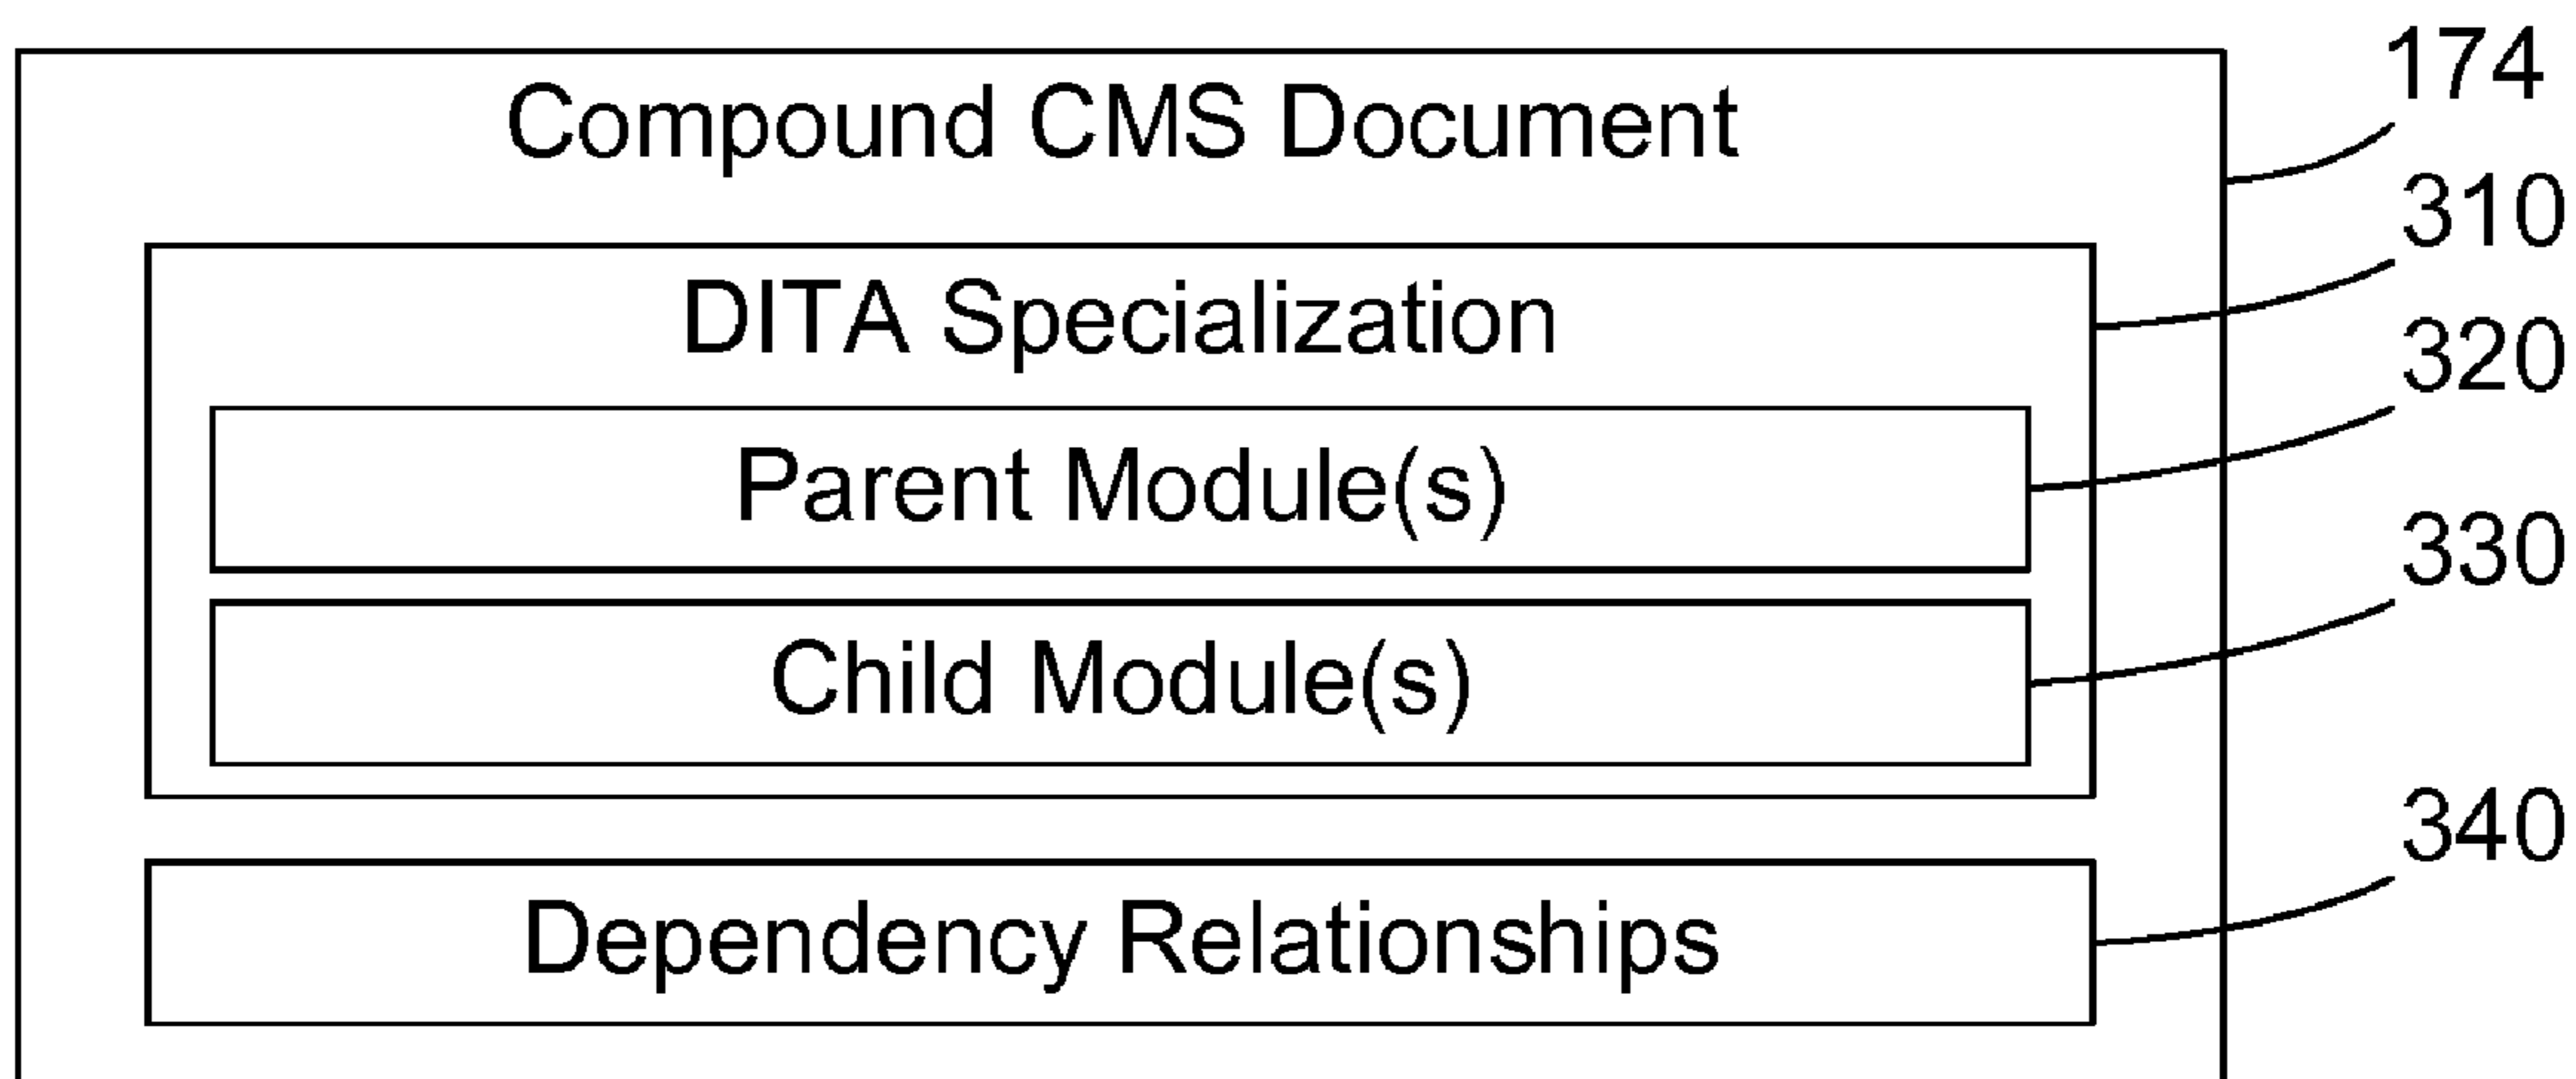 174
Compound CMS Document
310
DITA Specialization
320
Parent Module(s)
330
Child Module(s)
340
Dependency Relationships